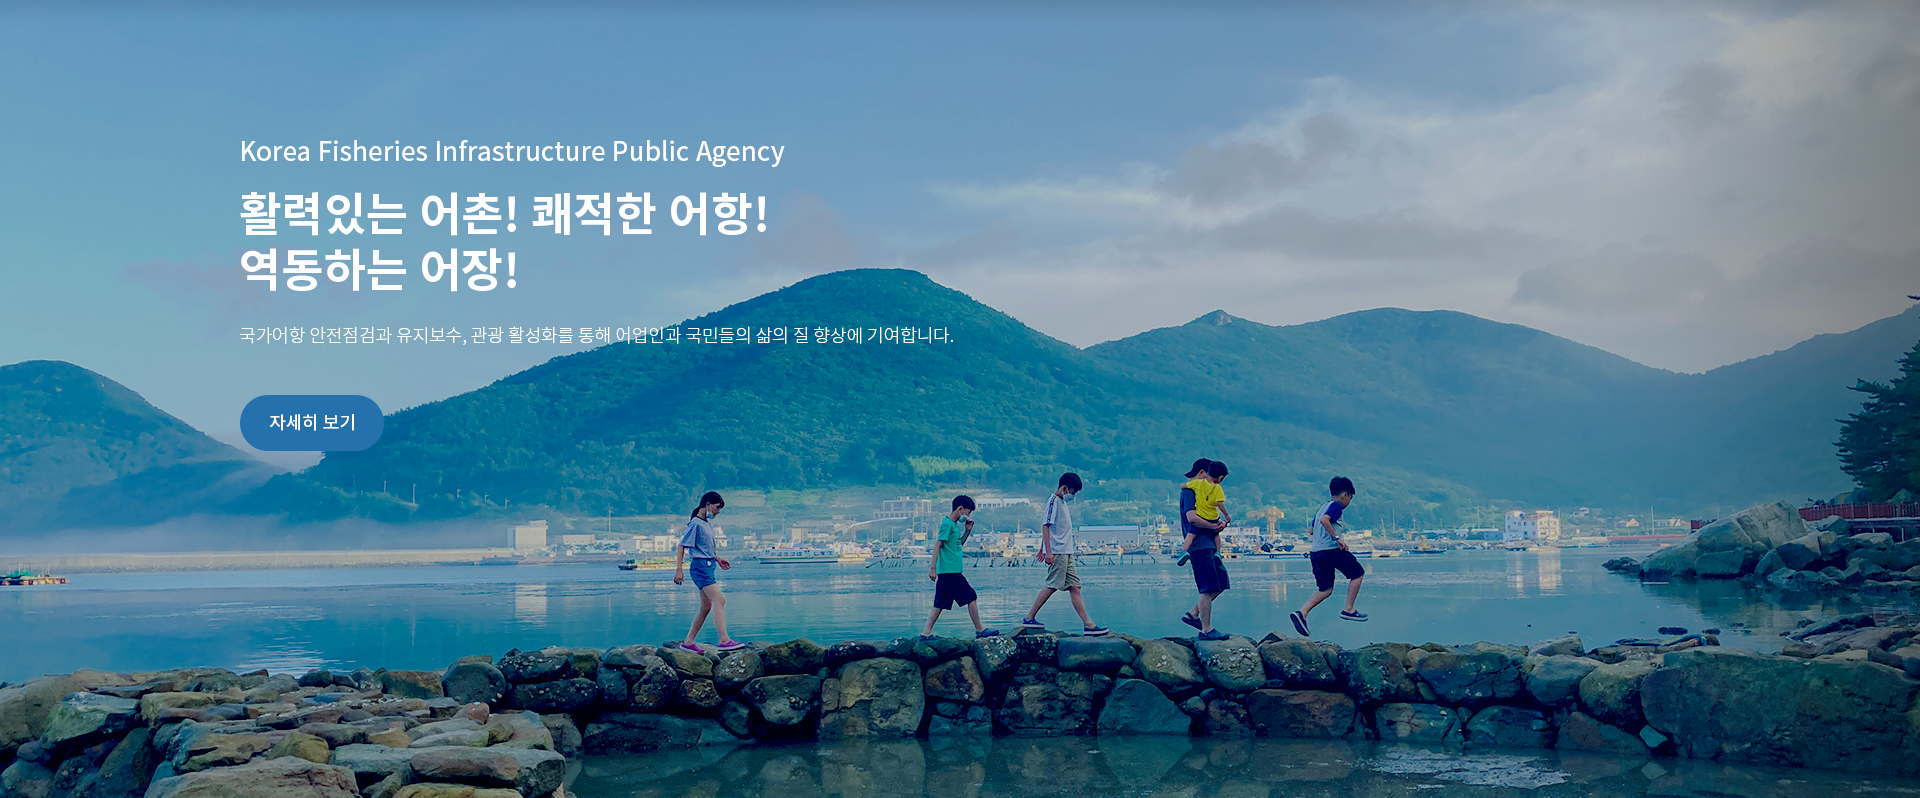 Korea Fisheries Infrastructure Public Agency
활력있는 어촌! 쾌적한 어항!
역동하는 어장!
국가어항 안전점검과 유지보수, 관광 활성화를 통해 어업인과 국민들의 삶의 질 향상에 기여합니다.
자세히 보기